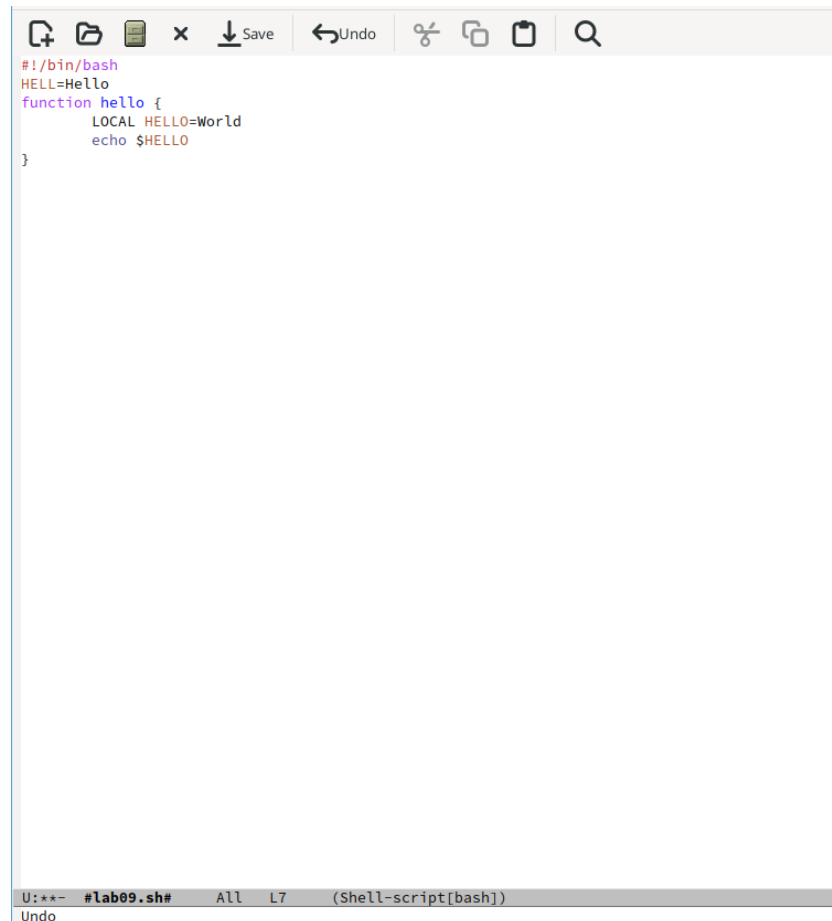 Save Undo
#!/bin/bash
HELL=Hello
function hello {
        LOCAL HELLO=World
        echo $HELLO
}
U:**-  #lab09.sh#     All   L7     (Shell-script[bash])
Undo